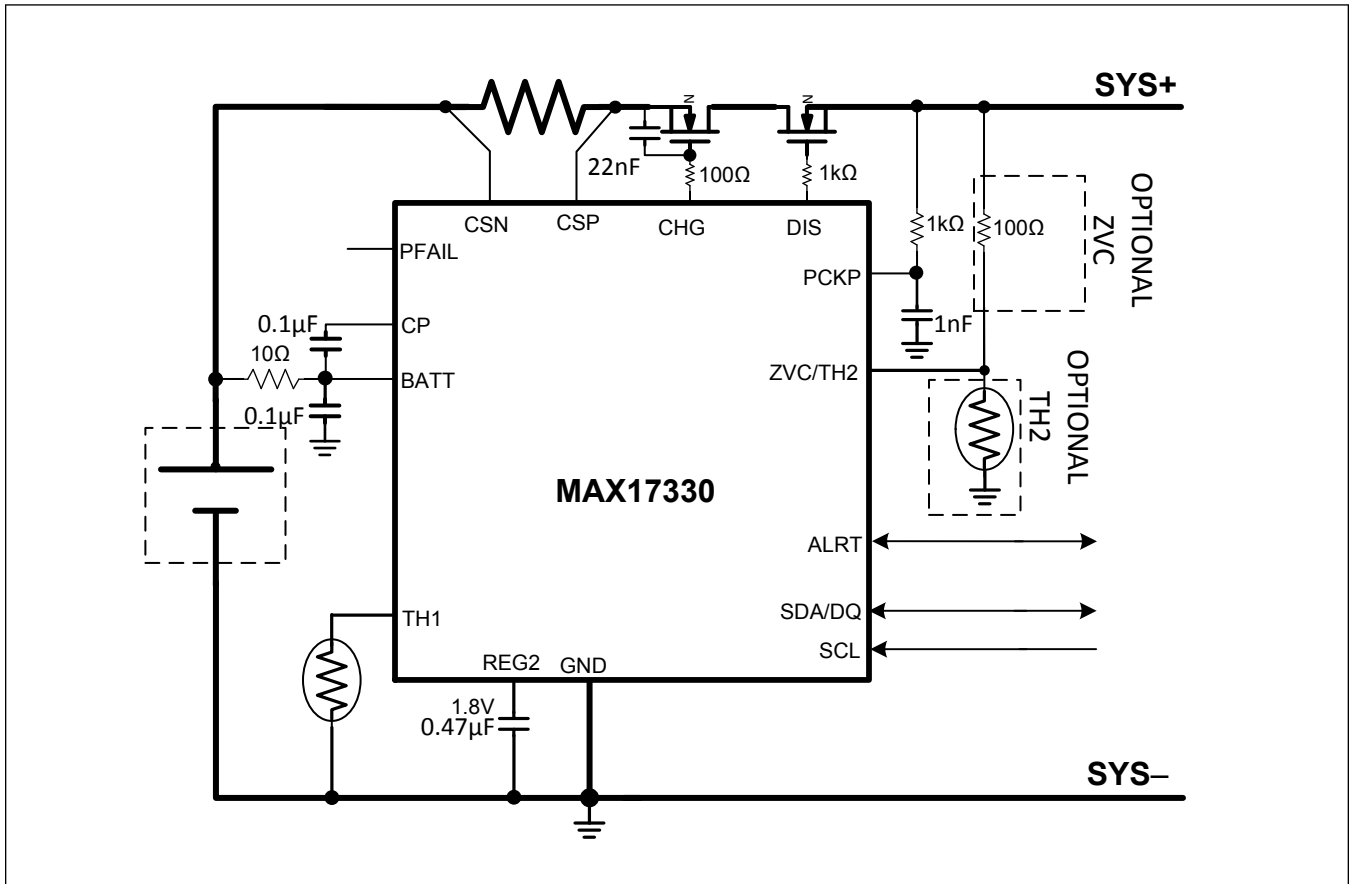 SYS+
N
N
22nF
100Ω
1kΩ
CSN
CSP
CHG
DIS
PFAIL
1kΩ
100Ω
OPTIONAL
ZVC
PCKP
1nF
0.1µF
CP
10Ω
BATT
0.1µF
ZVC/TH2
OPTIONAL
TH2
MAX17330
ALRT
SDA/DQ
SCL
TH1
REG2
GND
1.8V
0.47µF
SYS–